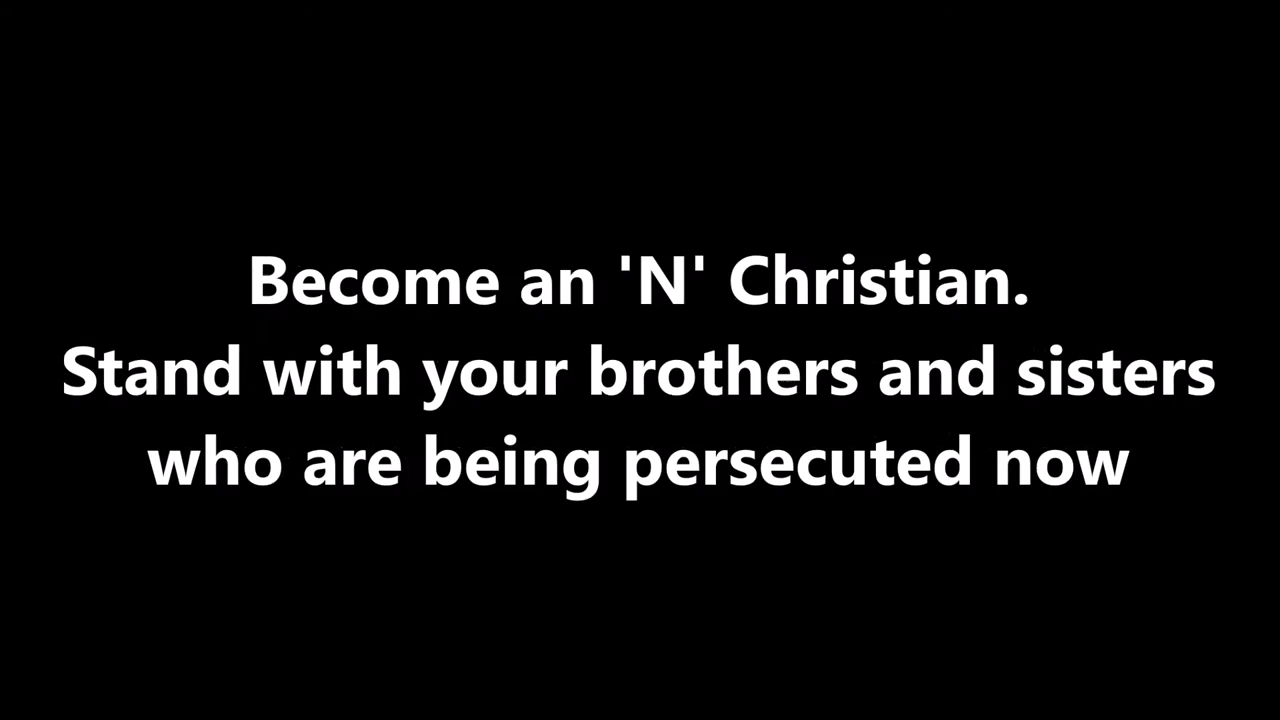 Become an 'N' Christian.
Stand with your brothers and sisters
who are being persecuted now